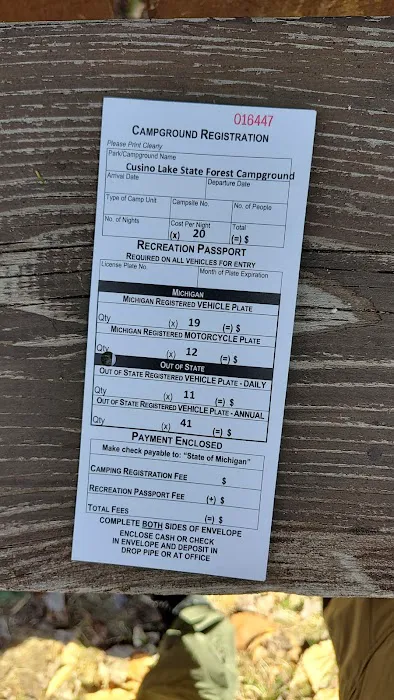 016447
CAMPGROUND REGISTRATION
Please Print Clearly
Park/Campground Name
Cusino Lake State Forest Campground
Arrival Date Departure Date
Type of Camp Unit Campsite No. No. of People
No. of Nights Cost Per Night Total
(x) 20 (=) $
RECREATION PASSPORT
REQUIRED ON ALL VEHICLES FOR ENTRY
License Plate No. Month of Plate Expiration
MICHIGAN
MICHIGAN REGISTERED VEHICLE PLATE
Qty (x) 19 (=) $
MICHIGAN REGISTERED MOTORCYCLE PLATE
Qty (x) 12 (=) $
OUT OF STATE
OUT OF STATE REGISTERED VEHICLE PLATE - DAILY
Qty (x) 11 (=) $
OUT OF STATE REGISTERED VEHICLE PLATE - ANNUAL
Qty (x) 41 (=) $
PAYMENT ENCLOSED
Make check payable to: "State of Michigan"
CAMPING REGISTRATION FEE $
RECREATION PASSPORT FEE (+) $
TOTAL FEES (=) $
COMPLETE BOTH SIDES OF ENVELOPE
ENCLOSE CASH OR CHECK
IN ENVELOPE AND DEPOSIT IN
DROP PIPE OR AT OFFICE